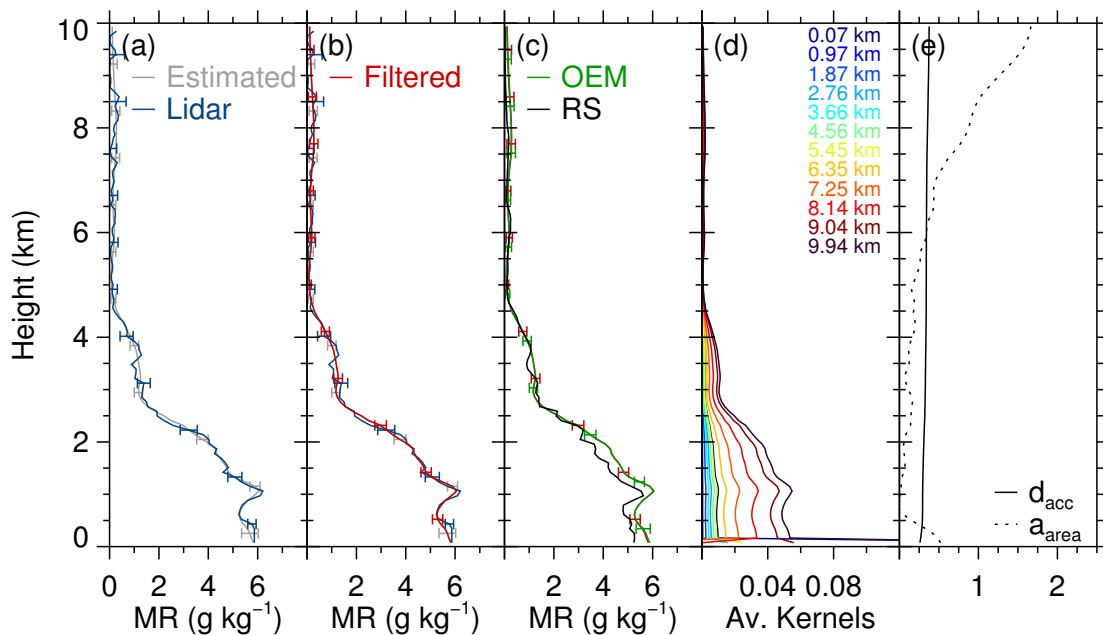 (a)
(b)
(c)
(d)
(e)
Estimated
Lidar
Filtered
OEM
RS
0.07 km
0.97 km
1.87 km
2.76 km
3.66 km
4.56 km
5.45 km
6.35 km
7.25 km
8.14 km
9.04 km
9.94 km
Height (km)
10
8
6
4
2
0
d_acc
a_area
0 2 4 6
0 2 4 6
0 2 4 6
0.04 0.08
1 2
MR (g kg⁻¹)
MR (g kg⁻¹)
MR (g kg⁻¹)
Av. Kernels